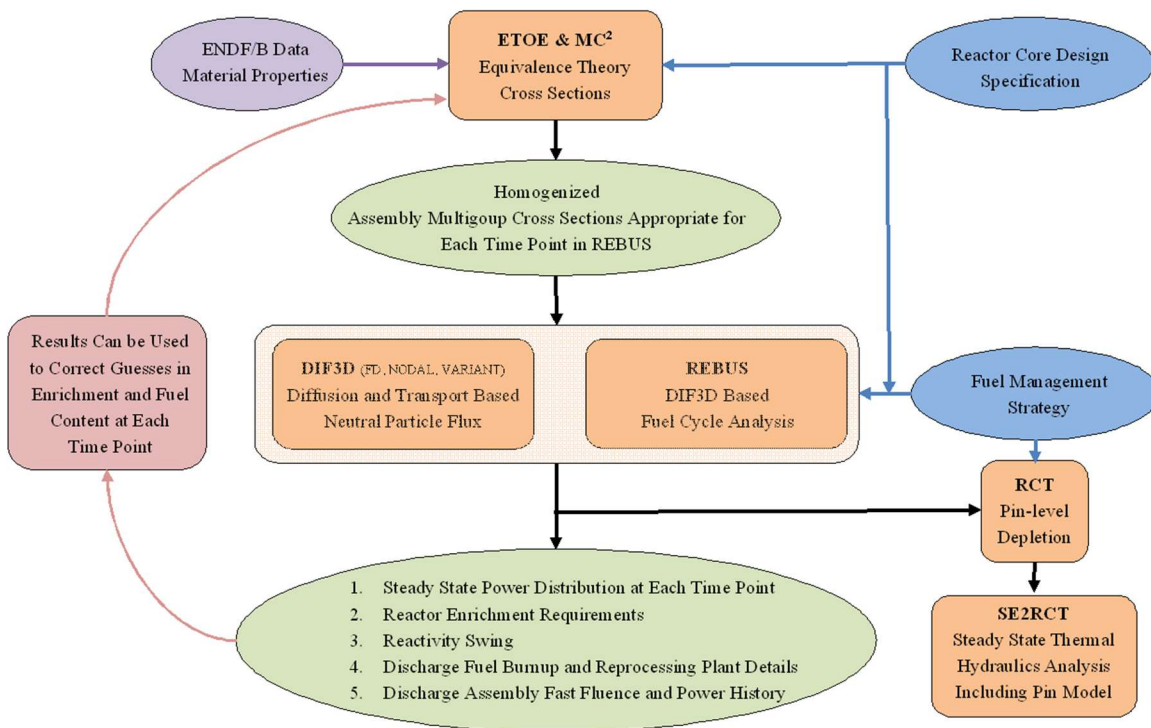 ENDF/B Data
Material Properties
ETOE & MC²
Equivalence Theory
Cross Sections
Reactor Core Design
Specification
Homogenized
Assembly Multigoup Cross Sections Appropriate for
Each Time Point in REBUS
Results Can be Used
to Correct Guesses in
Enrichment and Fuel
Content at Each
Time Point
DIF3D (FD, NODAL, VARIANT)
Diffusion and Transport Based
Neutral Particle Flux
REBUS
DIF3D Based
Fuel Cycle Analysis
Fuel Management
Strategy
RCT
Pin-level
Depletion
1. Steady State Power Distribution at Each Time Point
2. Reactor Enrichment Requirements
3. Reactivity Swing
4. Discharge Fuel Burnup and Reprocessing Plant Details
5. Discharge Assembly Fast Fluence and Power History
SE2RCT
Steady State Thermal
Hydraulics Analysis
Including Pin Model